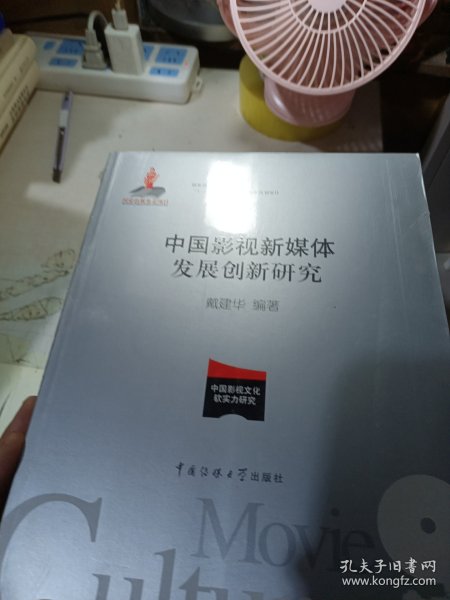 中国影视新媒体
发展创新研究
戴建华 编著
中国影视文化
软实力研究
中国传媒大学出版社
Movie
Cultu
孔夫子旧书网
www.kongfz.com